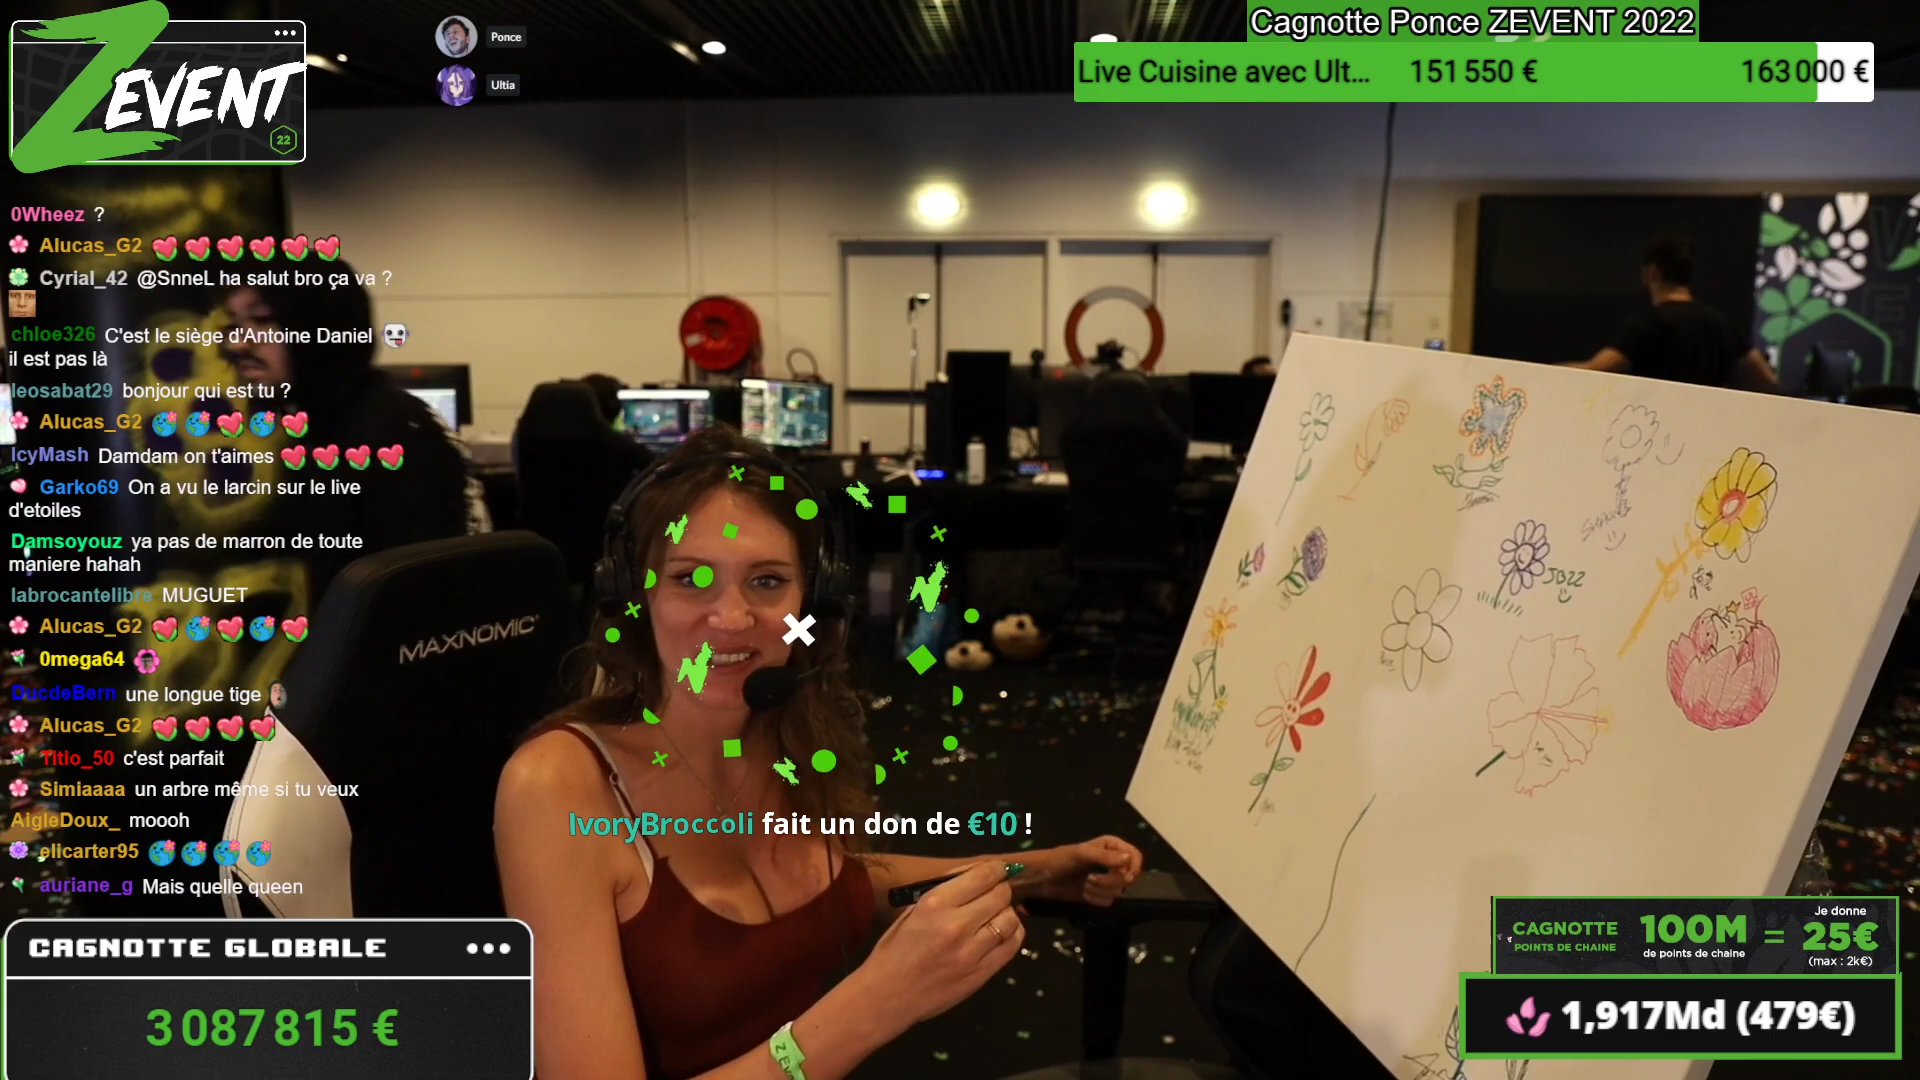 ZEVENT
22
Ponce
Ultia
Cagnotte Ponce ZEVENT 2022
Live Cuisine avec Ult... 151 550 € 163 000 €
0Wheez ?
Alucas_G2
Cyrial_42 @SnneL ha salut bro ça va ?
chloe326 C'est le siège d'Antoine Daniel
il est pas là
leosabat29 bonjour qui est tu ?
Alucas_G2
IcyMash Damdam on t'aimes
Garko69 On a vu le larcin sur le live
d'etoiles
Damsoyouz ya pas de marron de toute
maniere hahah
labrocantelibre MUGUET
Alucas_G2
0mega64
DucdeBern une longue tige
Alucas_G2
Titio_50 c'est parfait
Simiaaaa un arbre même si tu veux
AigleDoux_ moooh
elicarter95
auriane_g Mais quelle queen
MAXNOMIC
JBZZ
IvoryBroccoli fait un don de €10 !
CAGNOTTE GLOBALE
3 087 815 €
CAGNOTTE
POINTS DE CHAINE
100M
de points de chaine
=
Je donne
25€
(max : 2k€)
1,917Md (479€)